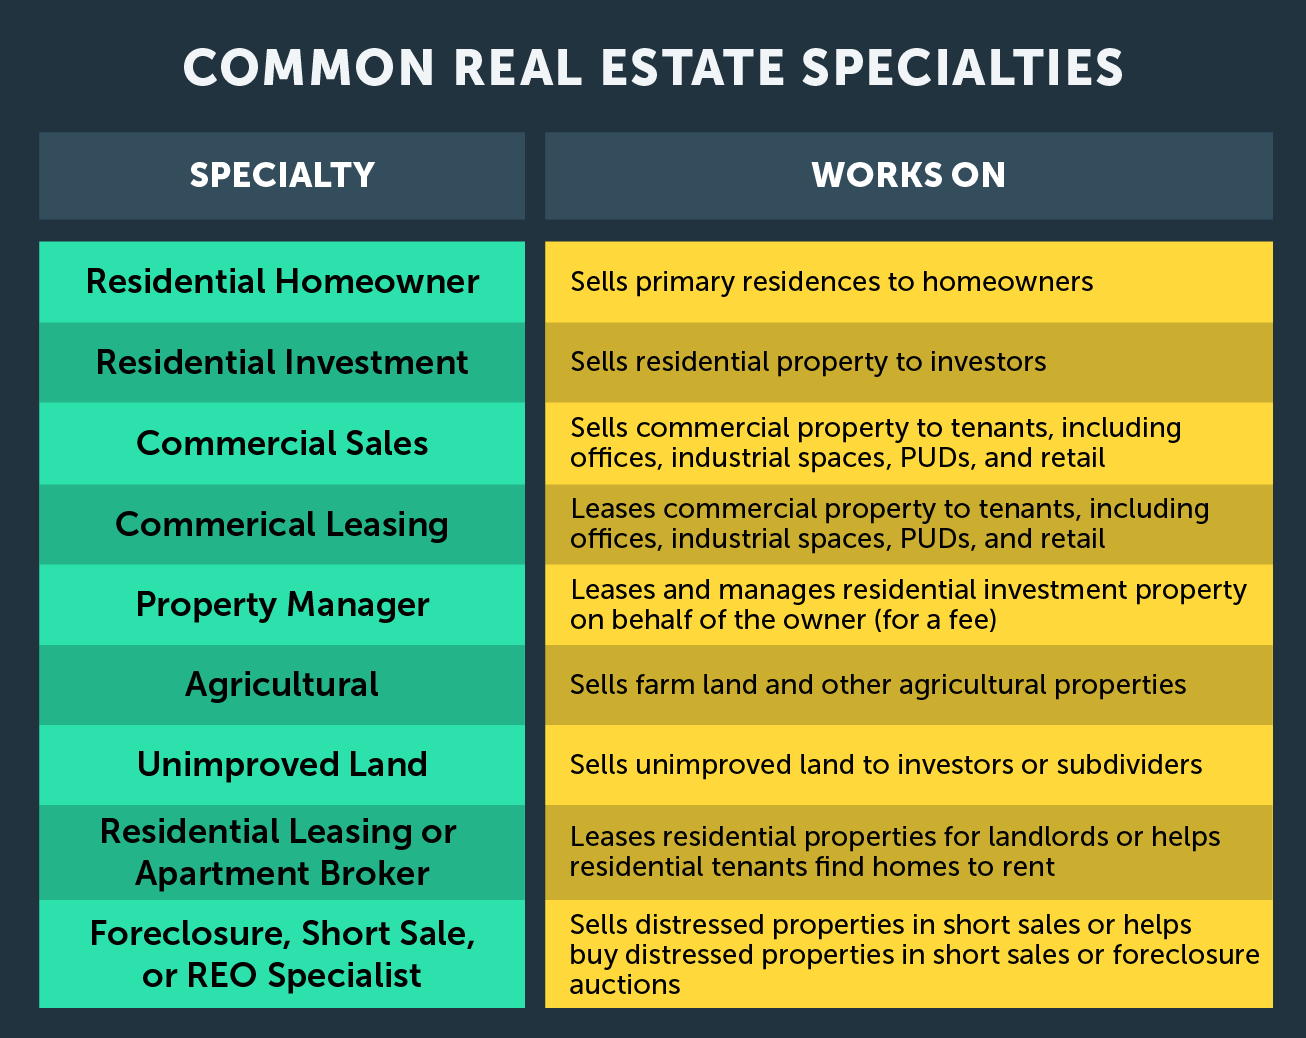 COMMON REAL ESTATE SPECIALTIES
SPECIALTY
WORKS ON
Residential Homeowner
Sells primary residences to homeowners
Residential Investment
Sells residential property to investors
Commercial Sales
Sells commercial property to tenants, including
offices, industrial spaces, PUDs, and retail
Commerical Leasing
Leases commercial property to tenants, including
offices, industrial spaces, PUDs, and retail
Property Manager
Leases and manages residential investment property
on behalf of the owner (for a fee)
Agricultural
Sells farm land and other agricultural properties
Unimproved Land
Sells unimproved land to investors or subdividers
Residential Leasing or
Apartment Broker
Leases residential properties for landlords or helps
residential tenants find homes to rent
Foreclosure, Short Sale,
or REO Specialist
Sells distressed properties in short sales or helps
buy distressed properties in short sales or foreclosure
auctions